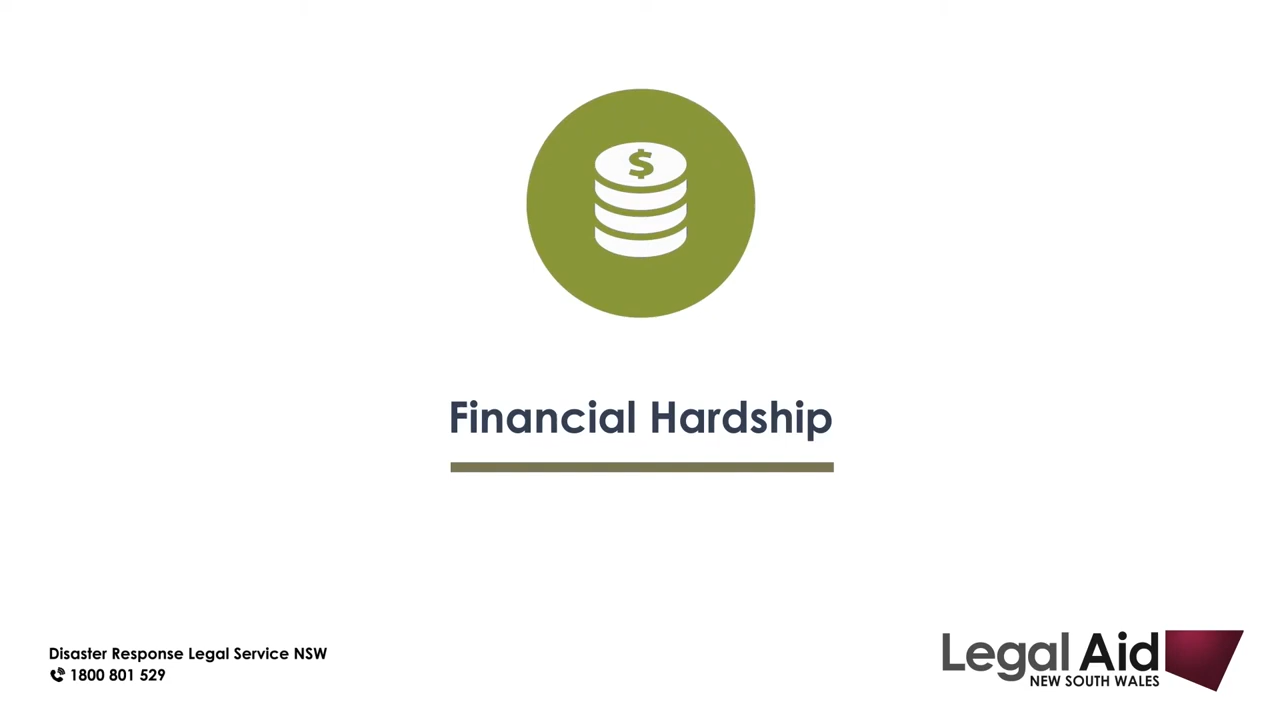 $
Financial Hardship
Disaster Response Legal Service NSW
1800 801 529
Legal Aid
NEW SOUTH WALES